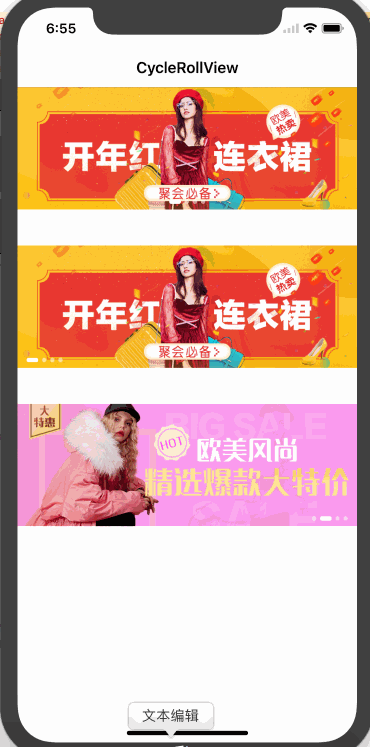 6:55
CycleRollView
欧美
热卖
开年红 连衣裙
聚会必备>
欧美
热卖
开年红 连衣裙
聚会必备>
大
特惠
BIG SALE
HOT
欧美风尚
精选爆款大特价
SALE
文本编辑